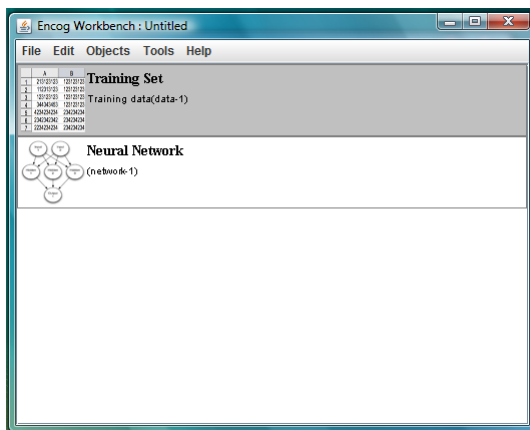 Encog Workbench : Untitled
File Edit Objects Tools Help
A B
Training Set
Training data(data-1)
Neural Network
(network-1)